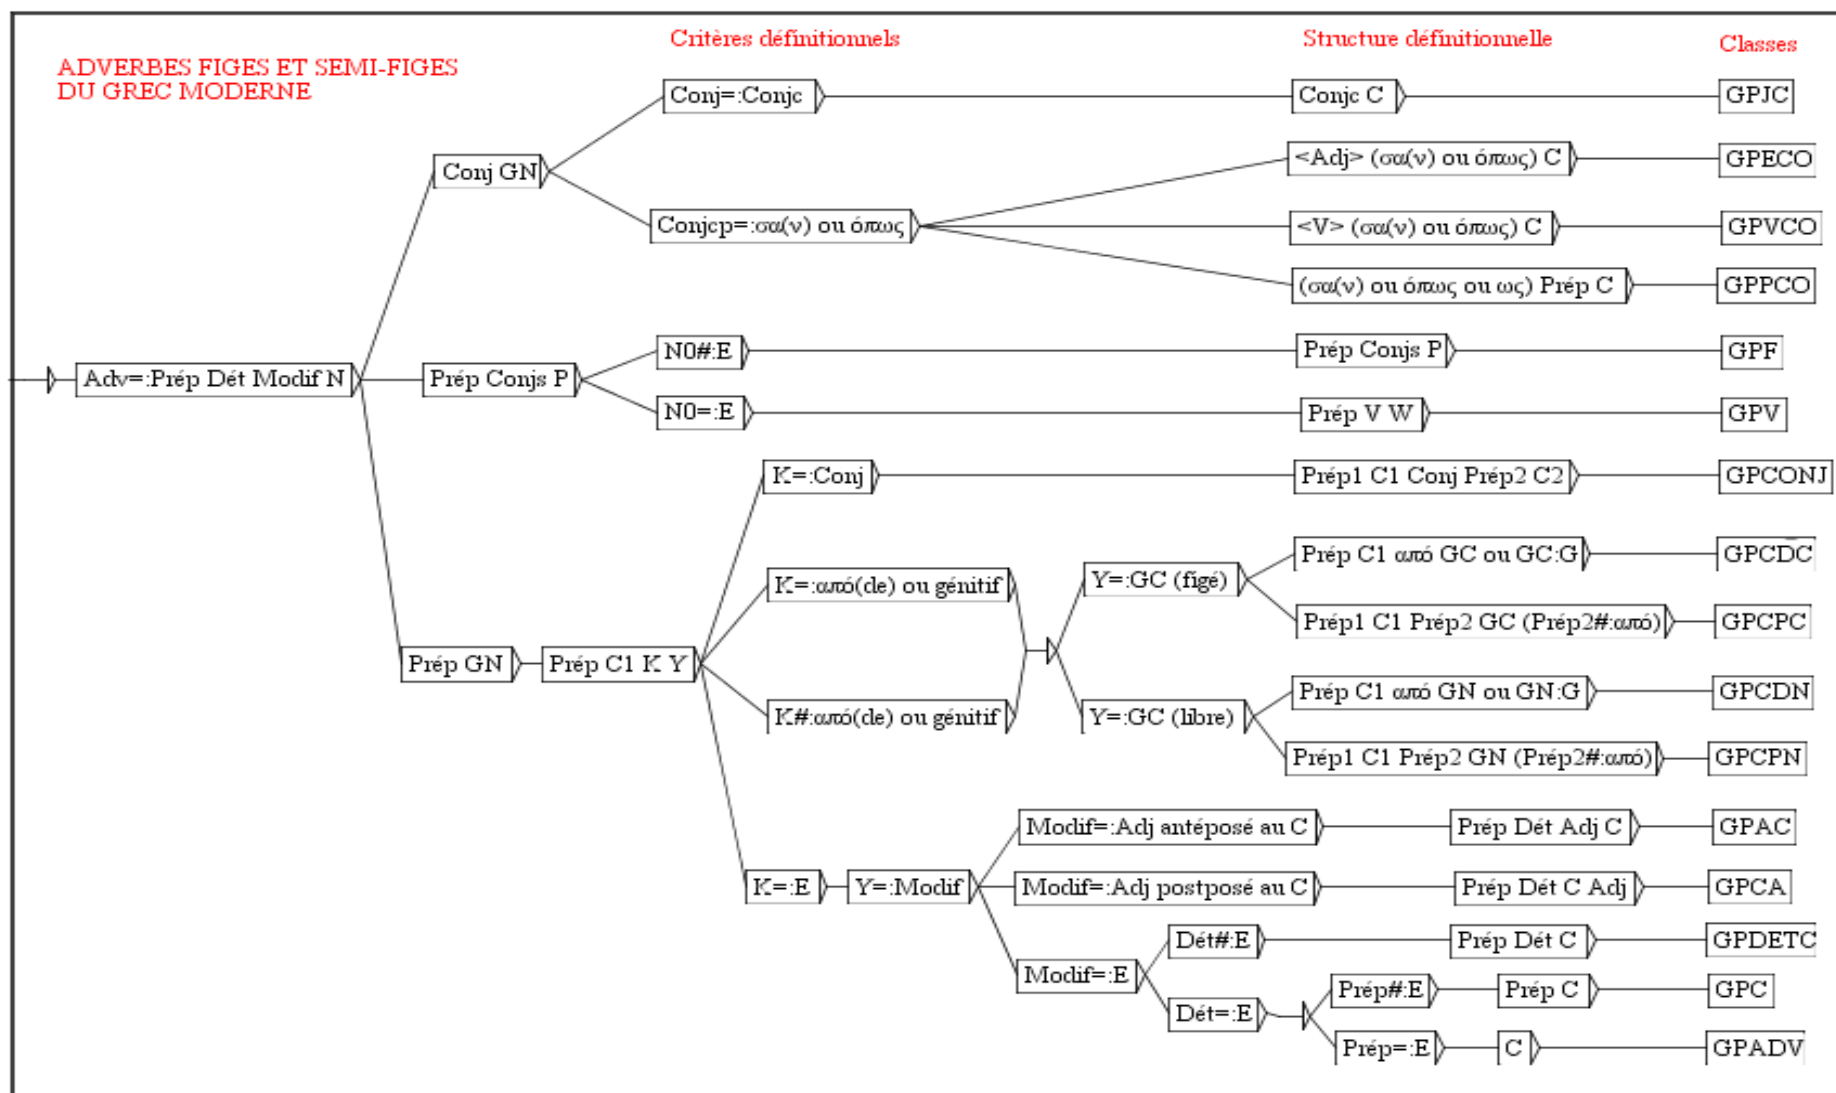 Critères définitionnels
Structure définitionnelle
Classes
ADVERBES FIGES ET SEMI-FIGES
DU GREC MODERNE
Conj=:Conjc
Conjc C
GPJC
Conj GN
<Adj> (σα(ν) ou όπως) C
GPECO
Conjcp=:σα(ν) ou όπως
<V> (σα(ν) ou όπως) C
GPVCO
(σα(ν) ou όπως ou ως) Prép C
GPPCO
Adv=:Prép Dét Modif N
Prép Conjs P
N0#:E
Prép Conjs P
GPF
N0=:E
Prép V W
GPV
K=:Conj
Prép1 C1 Conj Prép2 C2
GPCONJ
Prép C1 από GC ou GC:G
GPCDC
K=:από(de) ou génitif
Y=:GC (figé)
Prép1 C1 Prép2 GC (Prép2#:από)
GPCPC
Prép GN
Prép C1 K Y
K#:από(de) ou génitif
Y=:GC (libre)
Prép C1 από GN ou GN:G
GPCDN
Prép1 C1 Prép2 GN (Prép2#:από)
GPCPN
Modif=:Adj antéposé au C
Prép Dét Adj C
GPAC
K=:E
Y=:Modif
Modif=:Adj postposé au C
Prép Dét C Adj
GPCA
Dét#:E
Prép Dét C
GPDETC
Modif=:E
Prép#:E
Prép C
GPC
Dét=:E
Prép=:E
C
GPADV